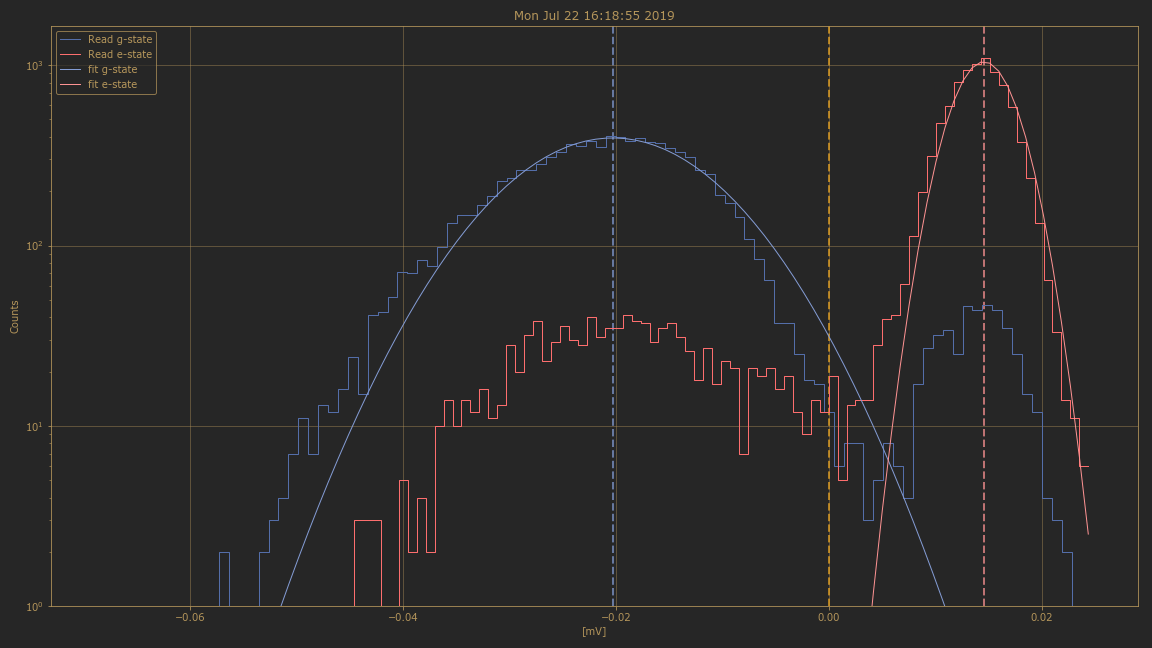 Mon Jul 22 16:18:55 2019
Read g-state
Read e-state
fit g-state
fit e-state
10³
10²
10¹
10⁰
Counts
−0.06 −0.04 −0.02 0.00 0.02
[mV]